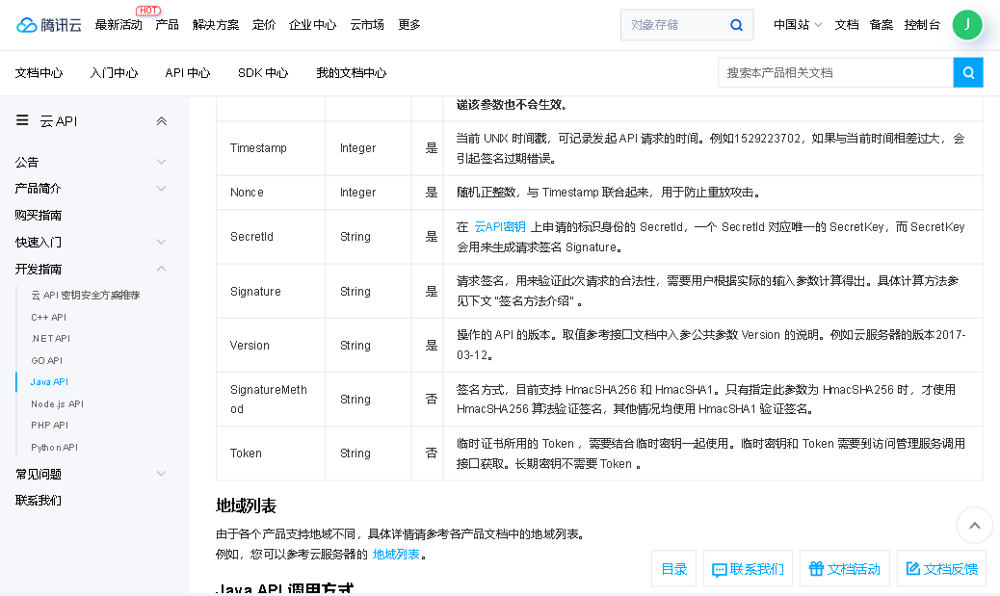 腾讯云 最新活动 HOT 产品 解决方案 定价 企业中心 云市场 更多 对象存储 中国站 文档 备案 控制台 J
文档中心 入门中心 API 中心 SDK 中心 我的文档中心 搜索本产品相关文档
云 API
公告
产品简介
购买指南
快速入门
开发指南
云 API 密钥安全方案推荐
C++ API
.NET API
GO API
Java API
Node.js API
PHP API
Python API
常见问题
联系我们
递该参数也不会生效。
Timestamp Integer 是 当前 UNIX 时间戳，可记录发起 API 请求的时间。例如1529223702，如果与当前时间相差过大，会
引起签名过期错误。
Nonce Integer 是 随机正整数，与 Timestamp 联合起来，用于防止重放攻击。
SecretId String 是 在 云API密钥 上申请的标识身份的 SecretId，一个 SecretId 对应唯一的 SecretKey，而 SecretKey
会用来生成请求签名 Signature。
Signature String 是 请求签名，用来验证此次请求的合法性，需要用户根据实际的输入参数计算得出。具体计算方法参
见下文 "签名方法介绍" 。
Version String 是 操作的 API 的版本。取值参考接口文档中入参公共参数 Version 的说明。例如云服务器的版本2017-
03-12。
SignatureMeth
od String 否 签名方式，目前支持 HmacSHA256 和 HmacSHA1。只有指定此参数为 HmacSHA256 时，才使用
HmacSHA256 算法验证签名，其他情况均使用 HmacSHA1 验证签名。
Token String 否 临时证书所用的 Token ，需要结合临时密钥一起使用。临时密钥和 Token 需要到访问管理服务调用
接口获取。长期密钥不需要 Token 。
地域列表
由于各个产品支持地域不同，具体详情请参考各产品文档中的地域列表。
例如，您可以参考云服务器的 地域列表。
目录 联系我们 文档活动 文档反馈
Java API 调用方式